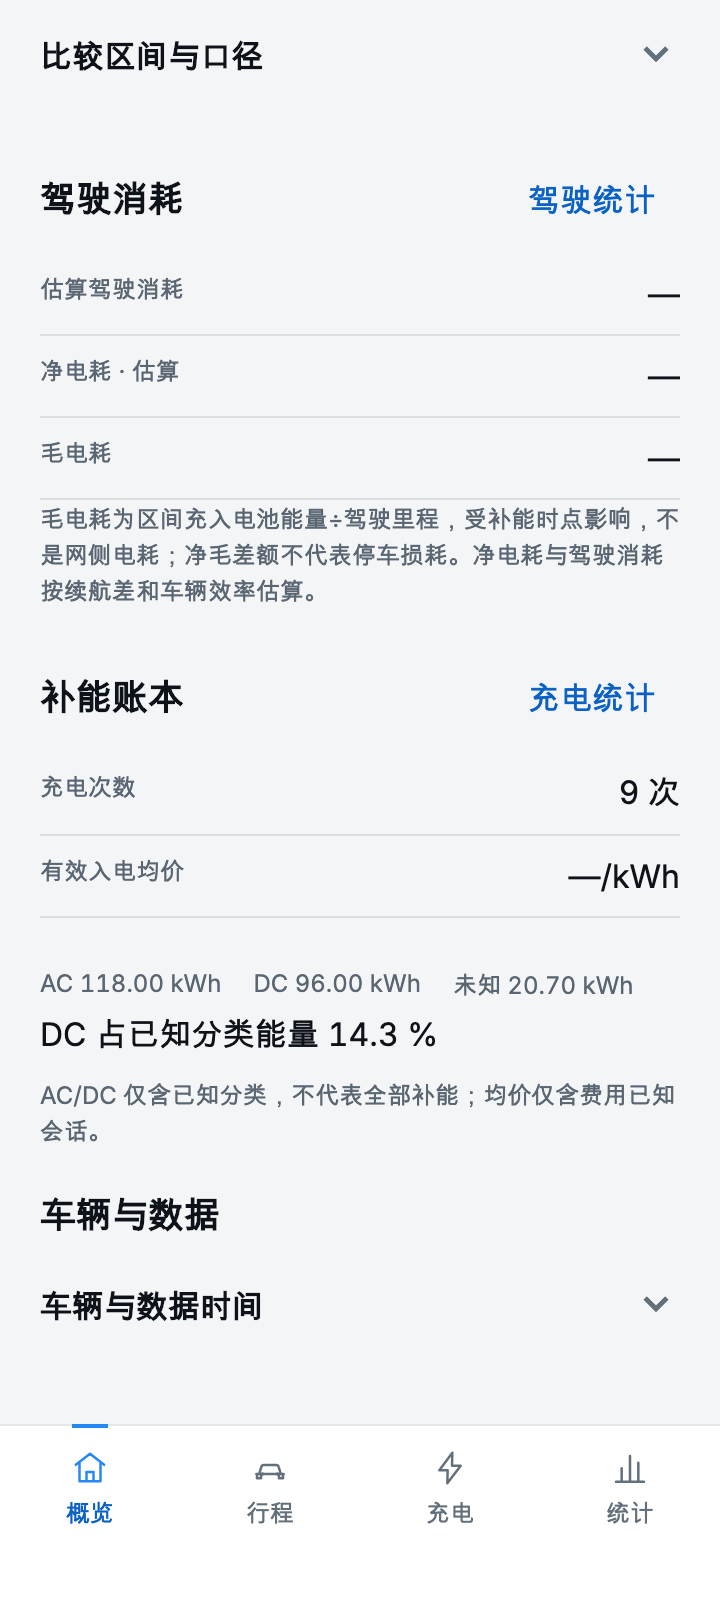 比较区间与口径
驾驶消耗 驾驶统计
估算驾驶消耗 —
净电耗 · 估算 —
毛电耗 —
毛电耗为区间充入电池能量÷驾驶里程，受补能时点影响，不
是网侧电耗；净毛差额不代表停车损耗。净电耗与驾驶消耗
按续航差和车辆效率估算。
补能账本 充电统计
充电次数 9 次
有效入电均价 —/kWh
AC 118.00 kWh DC 96.00 kWh 未知 20.70 kWh
DC 占已知分类能量 14.3 %
AC/DC 仅含已知分类，不代表全部补能；均价仅含费用已知
会话。
车辆与数据
车辆与数据时间
概览 行程 充电 统计